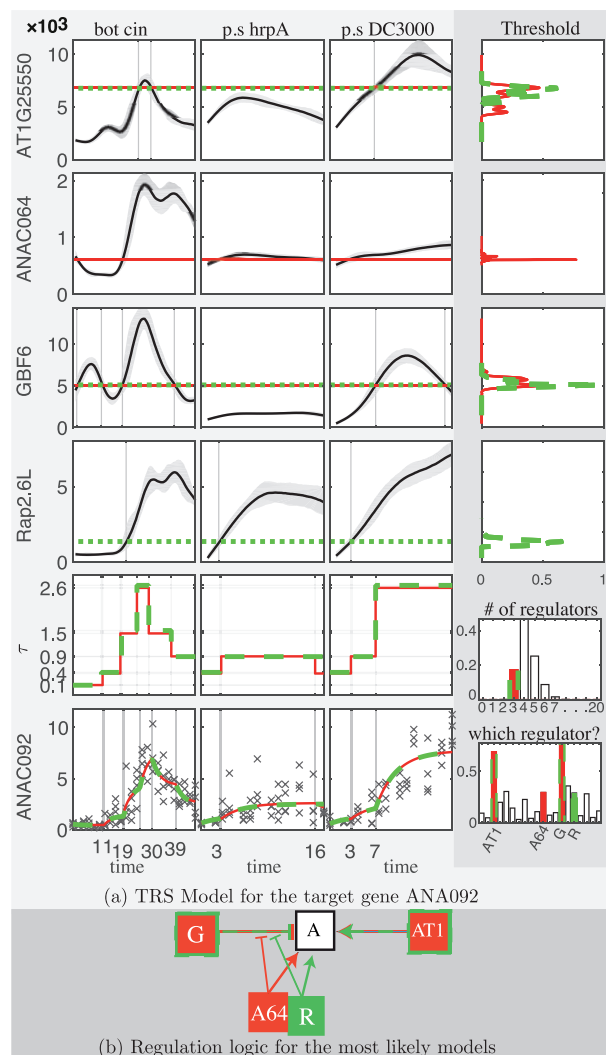 ×10³ bot cin p.s hrpA p.s DC3000 Threshold
AT1G25550
10
5
0
ANAC064
2
1
0
GBF6
10
5
0
Rap2.6L
5
0
0 0.5 1
τ
2.6
1.5
0.9
0.4
0.1
# of regulators
0.4
0.2
0
0 1 2 3 4 5 6 7 . . . 20
which regulator?
0.5
0
AT1 A64 G R
ANAC092
10
5
0
11 19 30 39 3 16 3 7
time time time
(a) TRS Model for the target gene ANA092
G A AT1
A64 R
(b) Regulation logic for the most likely models